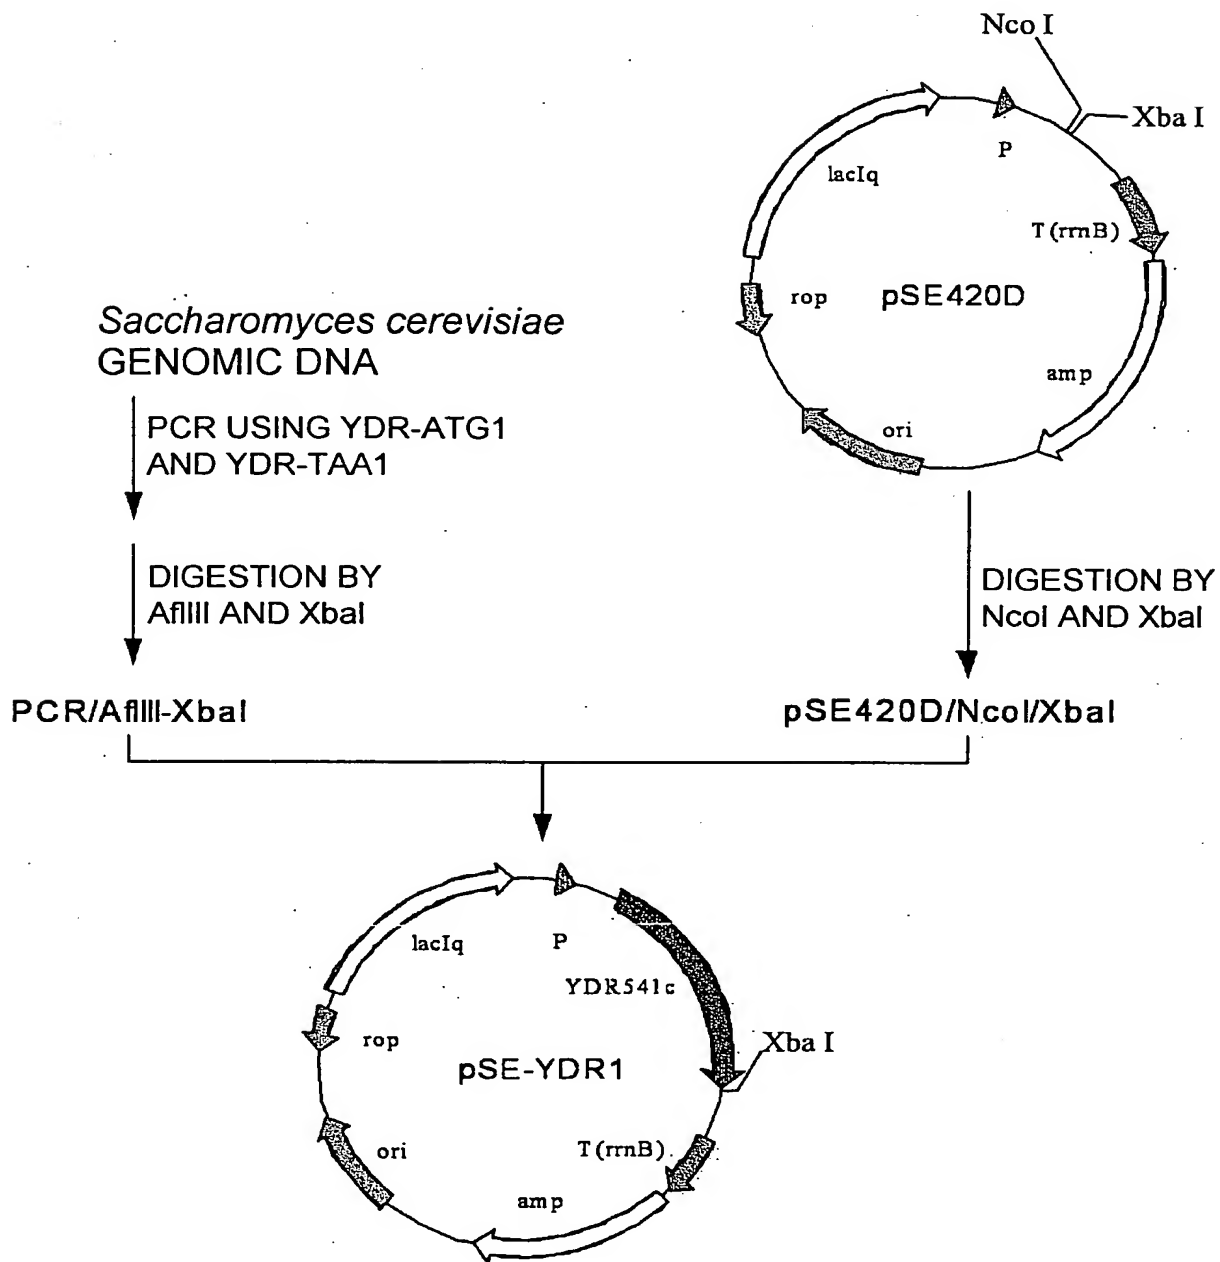 Nco I
Xba I
P
lacIq
T(rrnB)
rop
pSE420D
amp
ori
Saccharomyces cerevisiae
GENOMIC DNA
PCR USING YDR-ATG1
AND YDR-TAA1
DIGESTION BY
AflIII AND XbaI
DIGESTION BY
NcoI AND XbaI
PCR/AflIII-XbaI
pSE420D/NcoI/XbaI
lacIq
P
YDR541c
Xba I
rop
pSE-YDR1
ori
T(rrnB)
amp